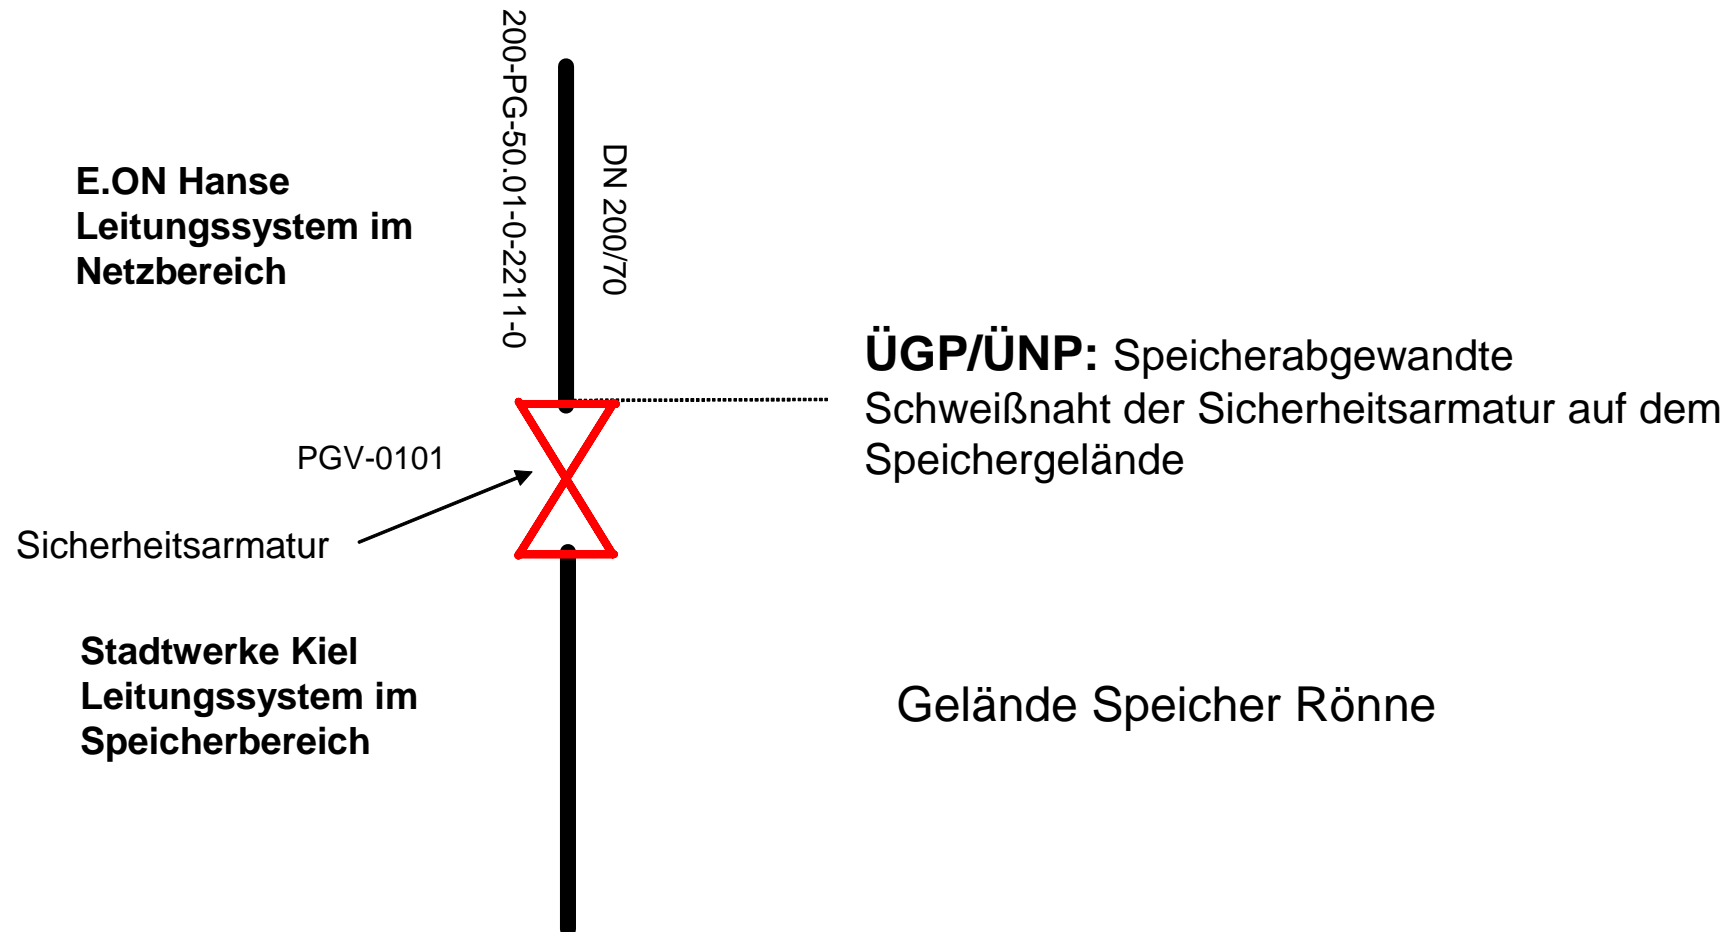 200-PG-50.01-0-2211-0
DN 200/70
E.ON Hanse
Leitungssystem im
Netzbereich
ÜGP/ÜNP: Speicherabgewandte
Schweißnaht der Sicherheitsarmatur auf dem
Speichergelände
PGV-0101
Sicherheitsarmatur
Stadtwerke Kiel
Leitungssystem im
Speicherbereich
Gelände Speicher Rönne